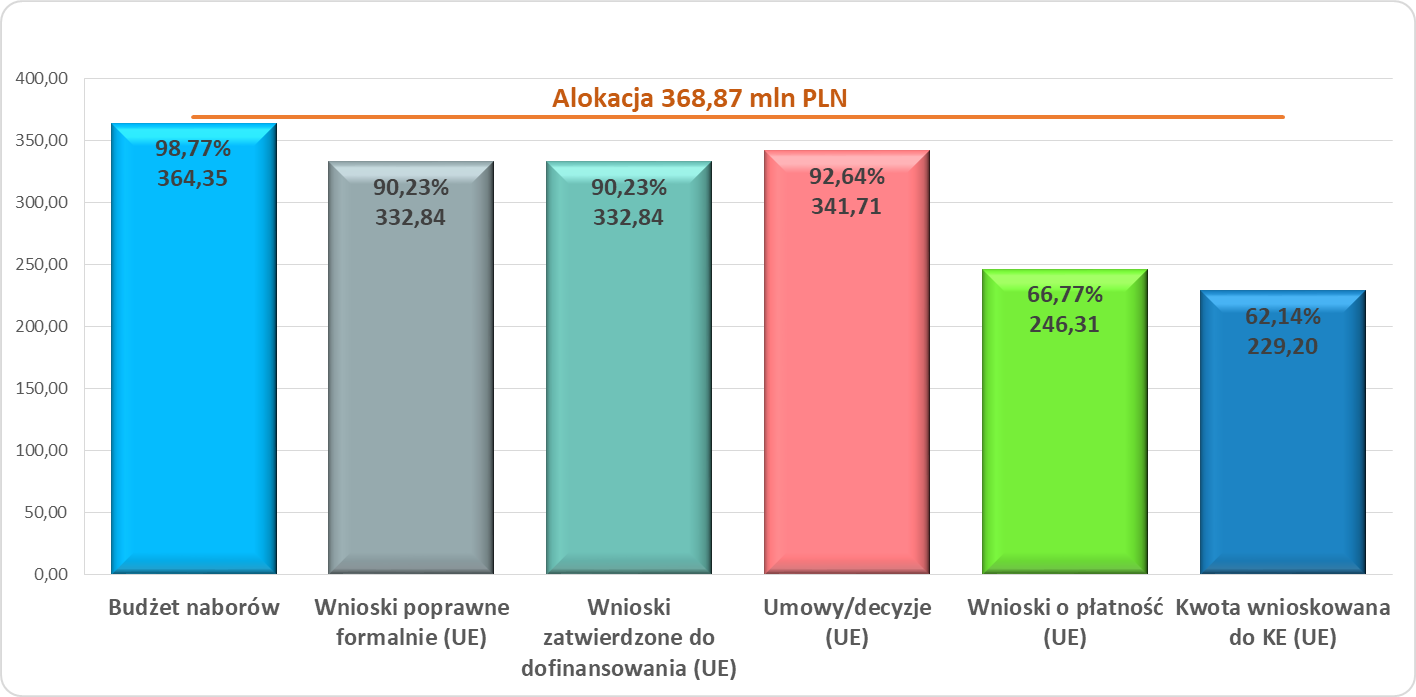 Alokacja 368,87 mln PLN
400,00
350,00
300,00
250,00
200,00
150,00
100,00
50,00
0,00
98,77%
364,35
90,23%
332,84
90,23%
332,84
92,64%
341,71
66,77%
246,31
62,14%
229,20
Budżet naborów
Wnioski poprawne
formalnie (UE)
Wnioski
zatwierdzone do
dofinansowania (UE)
Umowy/decyzje
(UE)
Wnioski o płatność
(UE)
Kwota wnioskowana
do KE (UE)